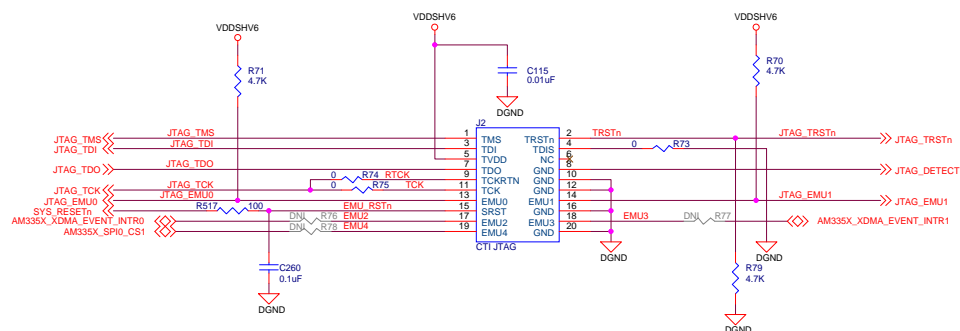 VDDSHV6 VDDSHV6 VDDSHV6
R71
4.7K
C115
0.01uF
DGND
R70
4.7K
J2
JTAG_TMS JTAG_TMS 1 TMS TRSTn 2 TRSTn JTAG_TRSTn JTAG_TRSTn
JTAG_TDI JTAG_TDI 3 TDI TDIS 4 0 R73
5 TVDD NC 6
JTAG_TDO JTAG_TDO 7 TDO GND 8 JTAG_DETECT
0 R74 RTCK 9 TCKRTN GND 10
JTAG_TCK JTAG_TCK 0 R75 TCK 11 TCK GND 12
JTAG_EMU0 JTAG_EMU0 13 EMU0 EMU1 14 JTAG_EMU1 JTAG_EMU1
SYS_RESETn R517 100 EMU_RSTn 15 SRST GND 16
AM335X_XDMA_EVENT_INTR0 DNI R76 EMU2 17 EMU2 EMU3 18 EMU3 DNI R77 AM335X_XDMA_EVENT_INTR1
AM335X_SPI0_CS1 DNI R78 EMU4 19 EMU4 GND 20
CTI JTAG
DGND DGND
C260
0.1uF
DGND
R79
4.7K
DGND